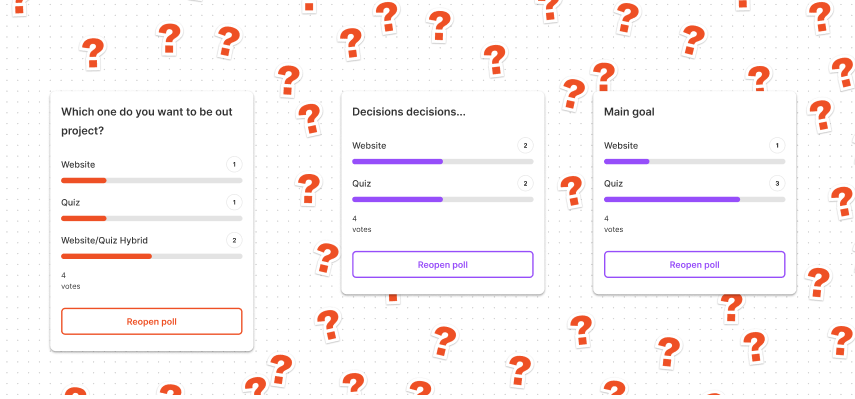 Which one do you want to be out
project?
Website 1
Quiz 1
Website/Quiz Hybrid 2
4
votes
Reopen poll
Decisions decisions...
Website 2
Quiz 2
4
votes
Reopen poll
Main goal
Website 1
Quiz 3
4
votes
Reopen poll